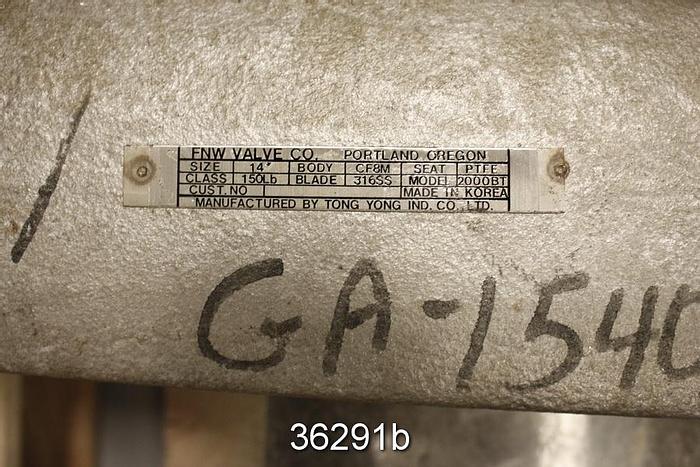 FNW VALVE CO. PORTLAND OREGON
SIZE 14" BODY CF8M SEAT PTFE
CLASS 150Lb BLADE 316SS MODEL 2000BT
CUST. NO MADE IN KOREA
MANUFACTURED BY TONG YONG IND. CO., LTD.
GA-1540
36291b